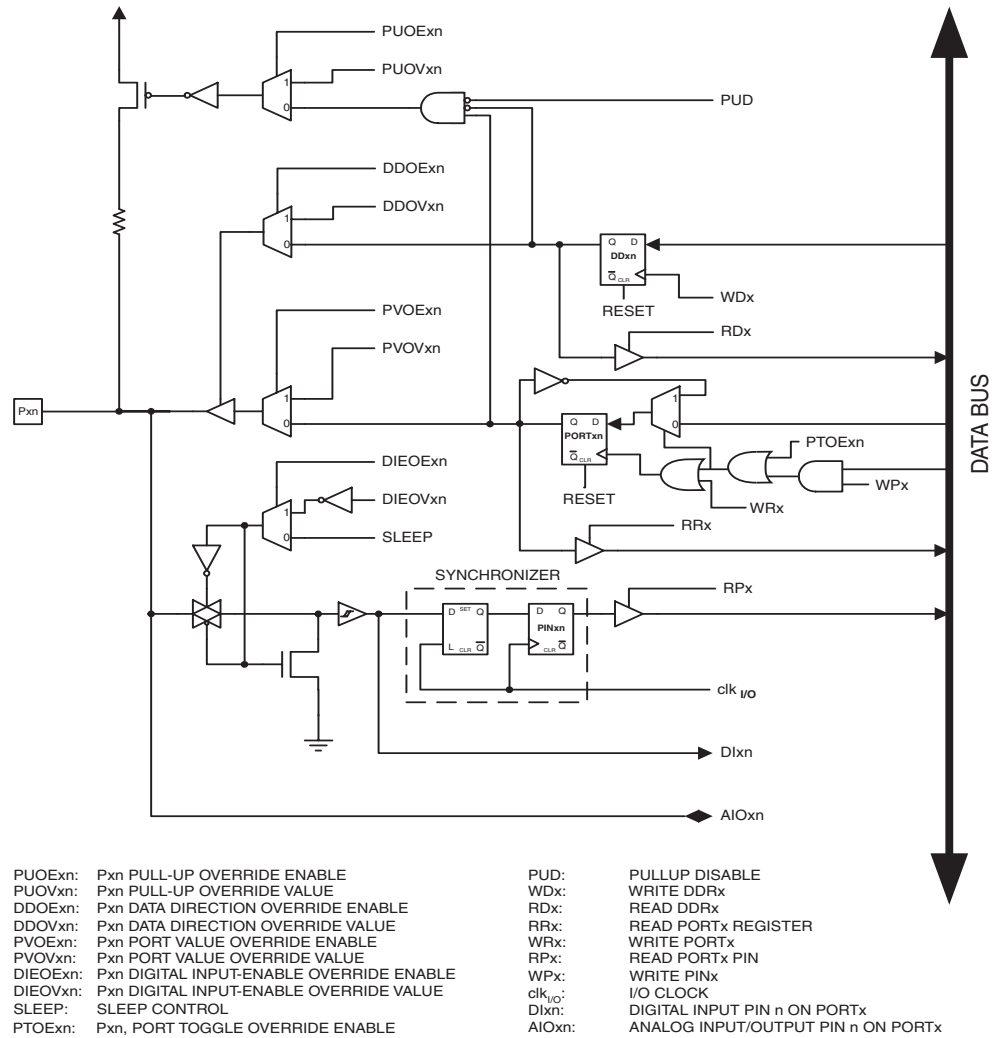 PUOExn
PUOVxn
1
0
PUD
DDOExn
DDOVxn
1
0
Q D
DDxn
Q CLR
WDx
RESET
PVOExn
RDx
PVOVxn
1
0
Pxn
1
0
Q D
PORTxn
Q CLR
PTOExn
WPx
RESET
WRx
DATA BUS
DIEOExn
DIEOVxn
1
0
SLEEP
RRx
SYNCHRONIZER
RPx
D SET Q
L CLR Q
D Q
PINxn
CLR Q
clk I/O
DIxn
AIOxn
PUOExn: Pxn PULL-UP OVERRIDE ENABLE
PUOVxn: Pxn PULL-UP OVERRIDE VALUE
DDOExn: Pxn DATA DIRECTION OVERRIDE ENABLE
DDOVxn: Pxn DATA DIRECTION OVERRIDE VALUE
PVOExn: Pxn PORT VALUE OVERRIDE ENABLE
PVOVxn: Pxn PORT VALUE OVERRIDE VALUE
DIEOExn: Pxn DIGITAL INPUT-ENABLE OVERRIDE ENABLE
DIEOVxn: Pxn DIGITAL INPUT-ENABLE OVERRIDE VALUE
SLEEP: SLEEP CONTROL
PTOExn: Pxn, PORT TOGGLE OVERRIDE ENABLE
PUD: PULLUP DISABLE
WDx: WRITE DDRx
RDx: READ DDRx
RRx: READ PORTx REGISTER
WRx: WRITE PORTx
RPx: READ PORTx PIN
WPx: WRITE PINx
clk I/O: I/O CLOCK
DIxn: DIGITAL INPUT PIN n ON PORTx
AIOxn: ANALOG INPUT/OUTPUT PIN n ON PORTx